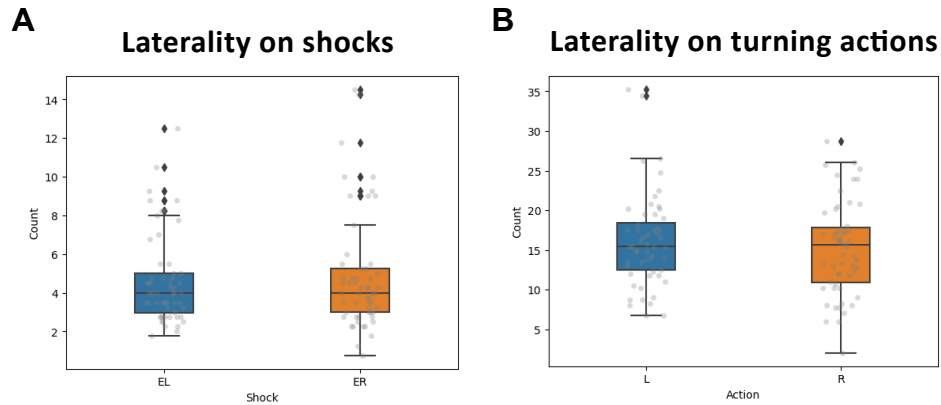 A
Laterality on shocks
Count
14
12
10
8
6
4
2
EL
ER
Shock
B
Laterality on turning actions
Count
35
30
25
20
15
10
5
L
R
Action